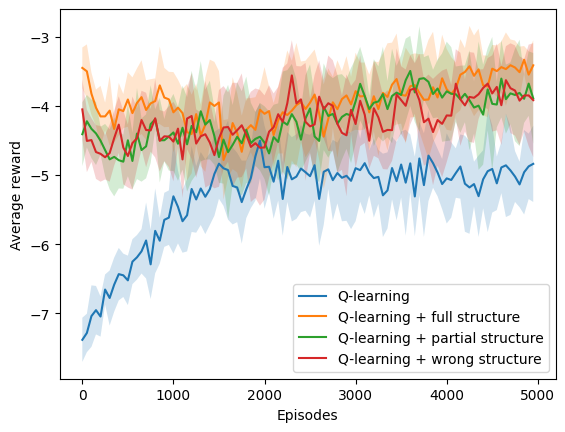 Average reward
−3
−4
−5
−6
−7
0
1000
2000
3000
4000
5000
Episodes
Q-learning
Q-learning + full structure
Q-learning + partial structure
Q-learning + wrong structure